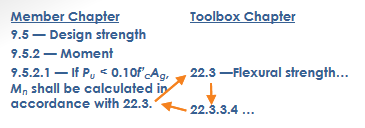 Member Chapter
Toolbox Chapter
9.5 — Design strength
9.5.2 — Moment
9.5.2.1 — If Pu < 0.10f'cAg,
22.3 —Flexural strength…
Mn shall be calculated in
accordance with 22.3.
22.3.3.4 …